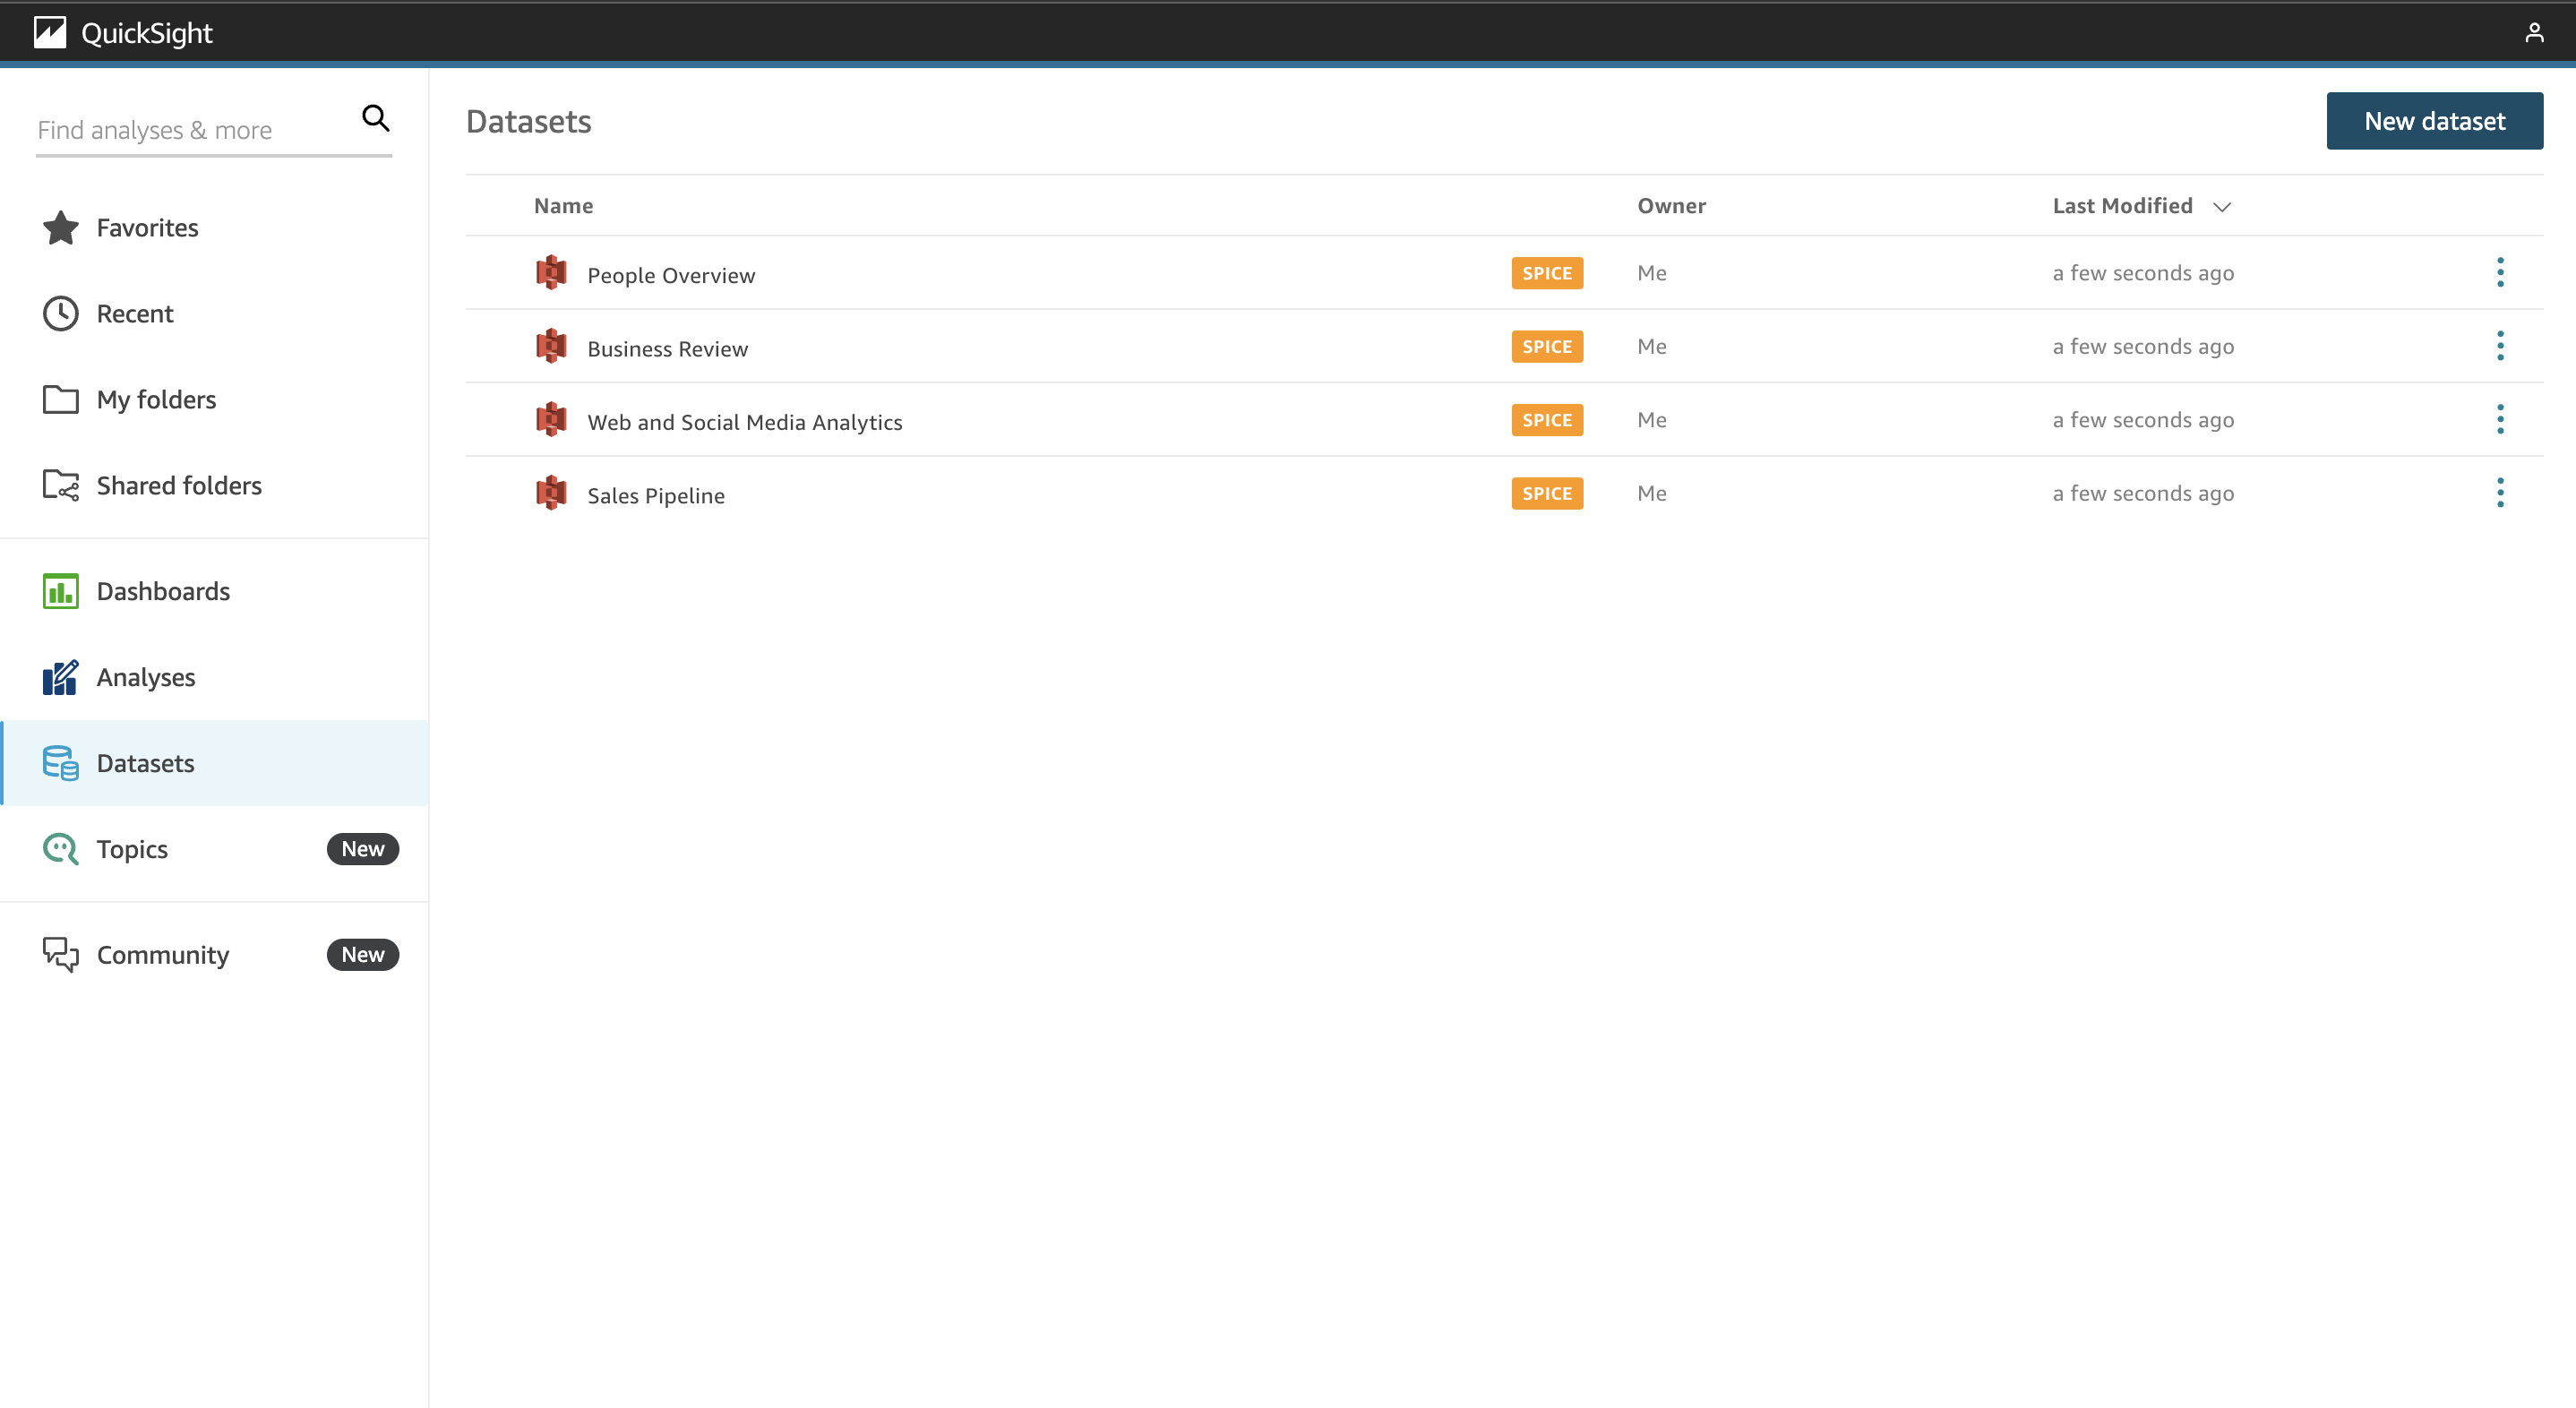 QuickSight
Find analyses & more
Favorites
Recent
My folders
Shared folders
Dashboards
Analyses
Datasets
Topics New
Community New
Datasets
New dataset
Name Owner Last Modified
People Overview SPICE Me a few seconds ago
Business Review SPICE Me a few seconds ago
Web and Social Media Analytics SPICE Me a few seconds ago
Sales Pipeline SPICE Me a few seconds ago